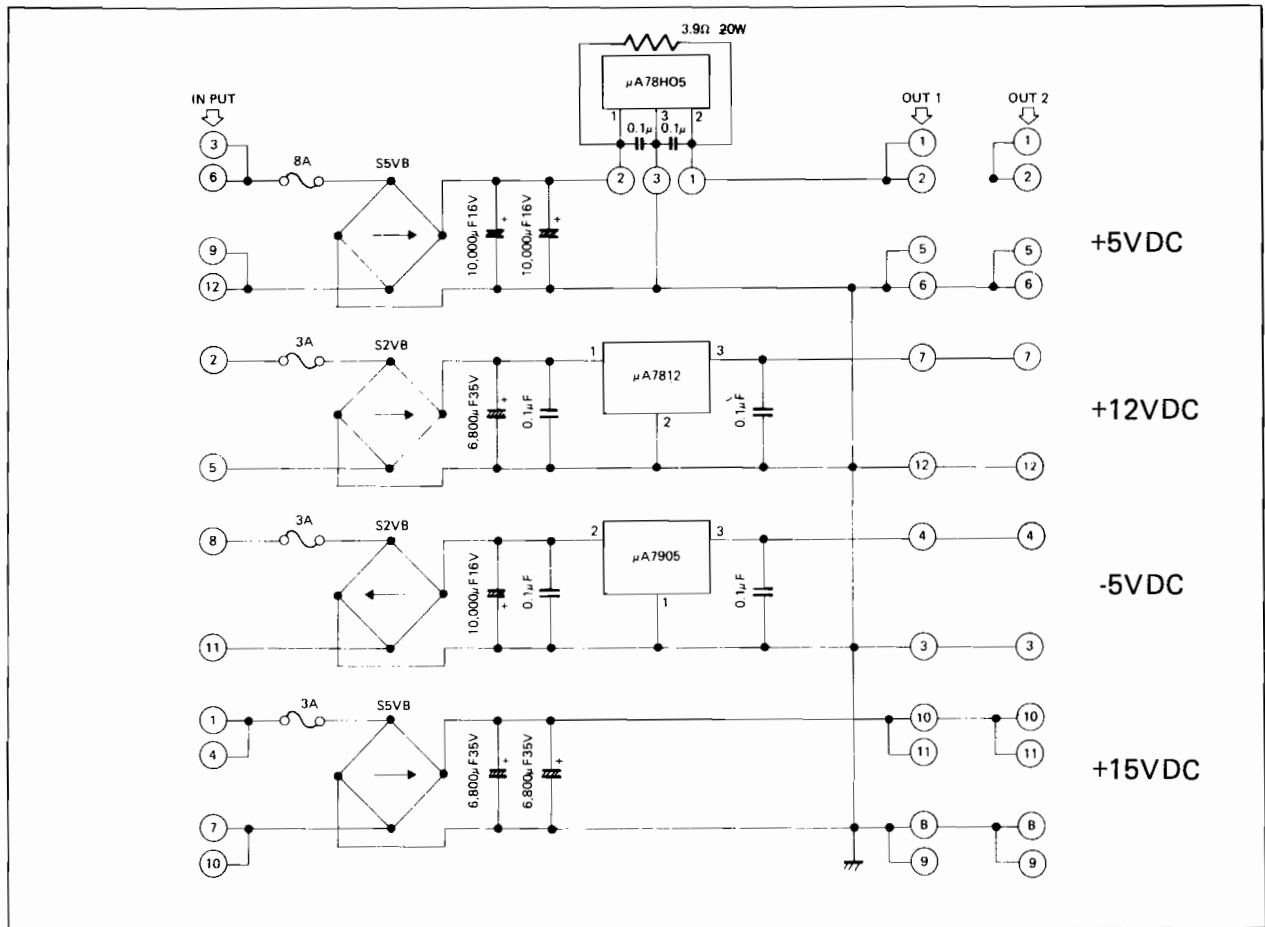 3.9Ω 20W
μA78HO5
1 3 2
0.1μ 0.1μ
IN PUT
OUT 1
OUT 2
3
6
8A
S5VB
10,000μF16V
+
10,000μF16V
+
2 3 1
1
2
1
2
9
12
5
6
5
6
+5VDC
2
3A
S2VB
6,800μF35V
+
0.1μF
1
μA7812
3
2
0.1μF
7
7
+12VDC
5
12
12
8
3A
S2VB
10,000μF16V
+
0.1μF
2
μA7905
3
1
0.1μF
4
4
-5VDC
11
3
3
1
4
3A
S5VB
6,800μF35V
+
6,800μF35V
+
10
11
10
11
+15VDC
7
10
8
9
8
9